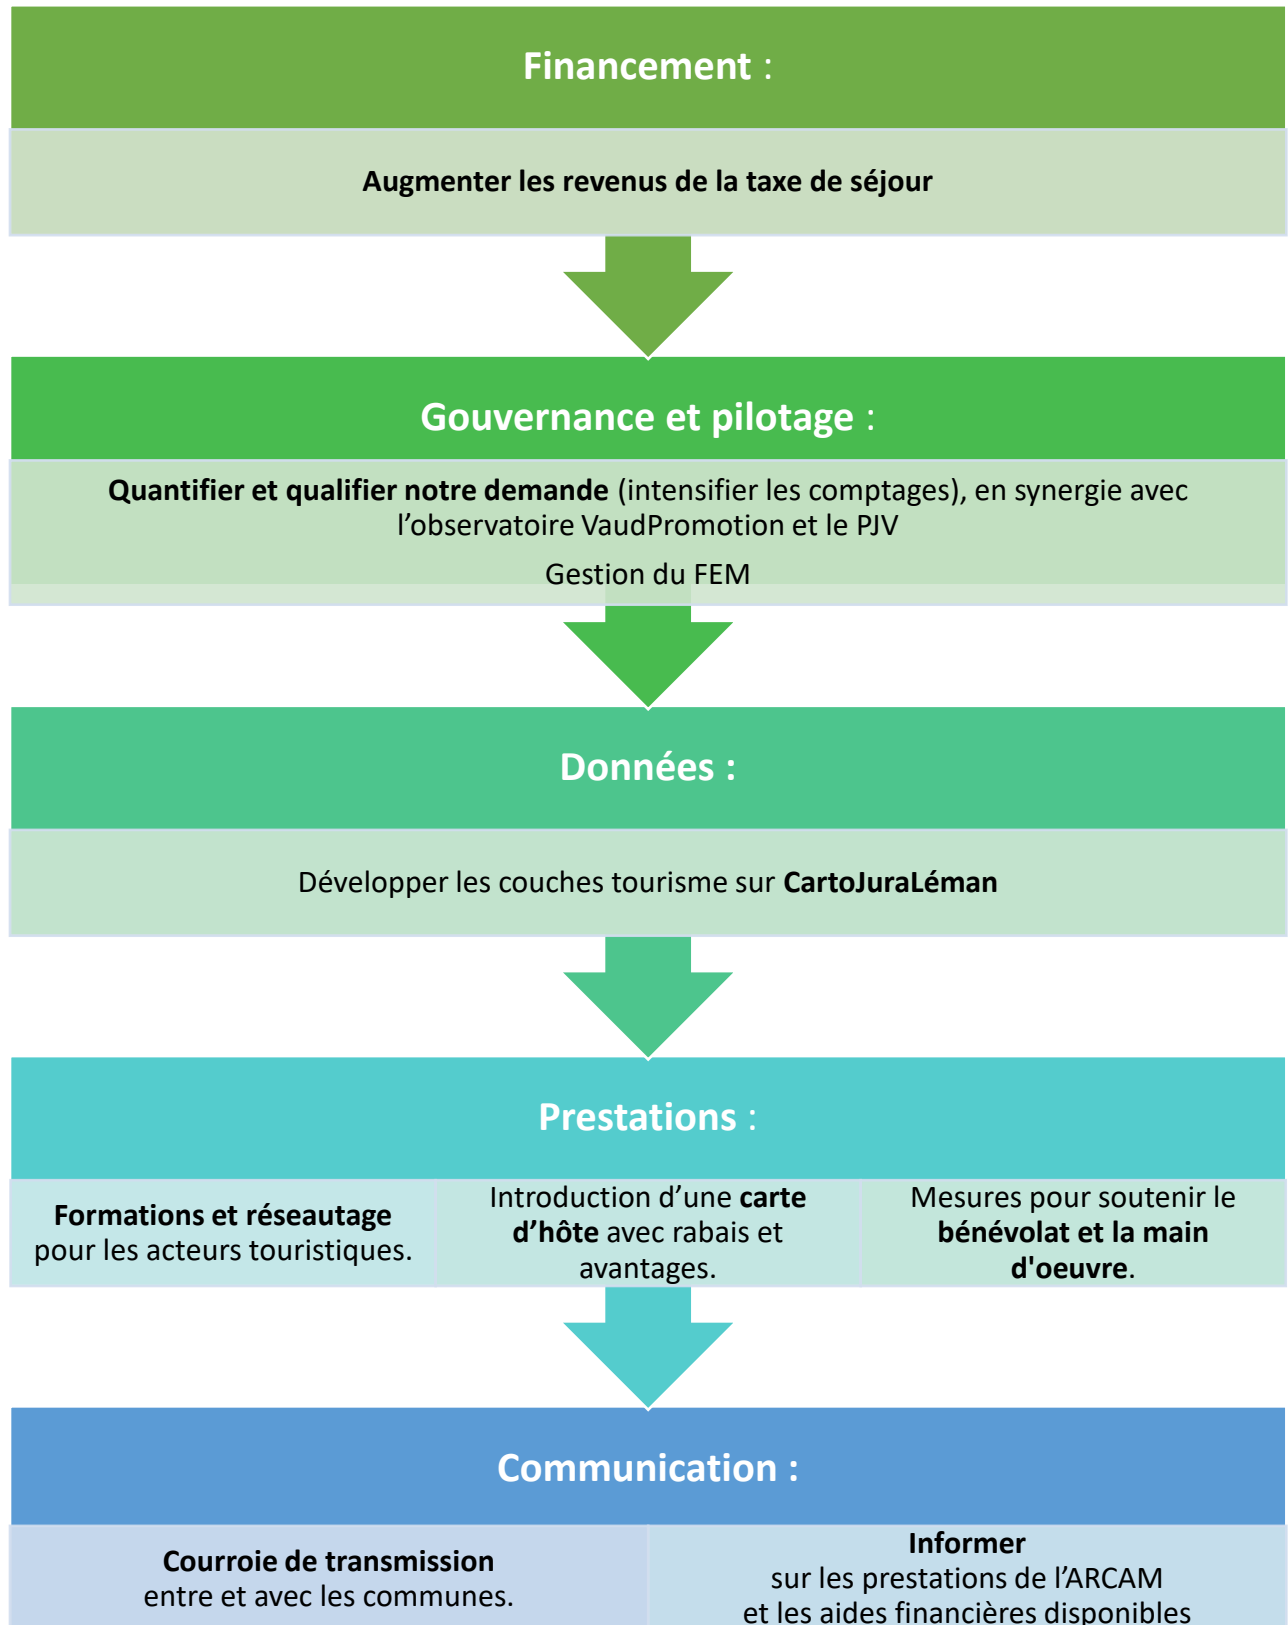 Financement :
Augmenter les revenus de la taxe de séjour
Gouvernance et pilotage :
Quantifier et qualifier notre demande (intensifier les comptages), en synergie avec
l’observatoire VaudPromotion et le PJV
Gestion du FEM
Données :
Développer les couches tourisme sur CartoJuraLéman
Prestations :
Formations et réseautage
pour les acteurs touristiques.
Introduction d’une carte
d’hôte avec rabais et
avantages.
Mesures pour soutenir le
bénévolat et la main
d'oeuvre.
Communication :
Courroie de transmission
entre et avec les communes.
Informer
sur les prestations de l’ARCAM
et les aides financières disponibles